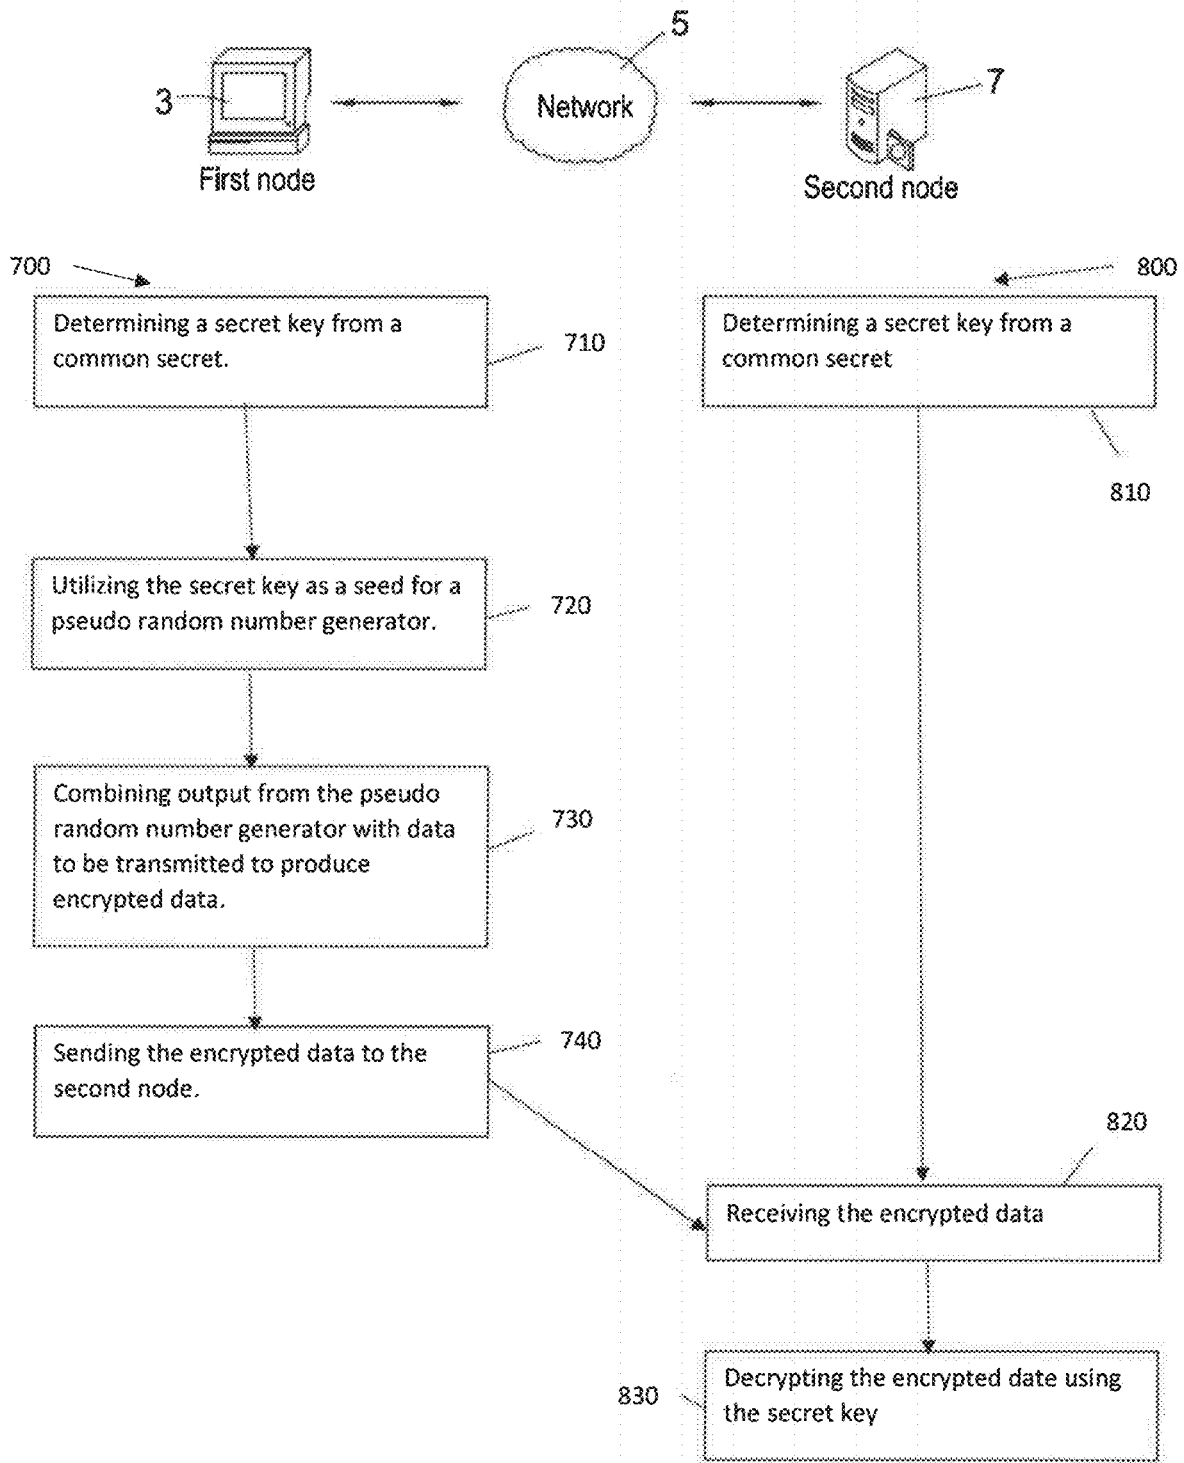 5
3
Network
7
First node
Second node
700
800
Determining a secret key from a
common secret.
710
Determining a secret key from a
common secret
810
Utilizing the secret key as a seed for a
pseudo random number generator.
720
Combining output from the pseudo
random number generator with data
to be transmitted to produce
encrypted data.
730
Sending the encrypted data to the
second node.
740
820
Receiving the encrypted data
830
Decrypting the encrypted date using
the secret key